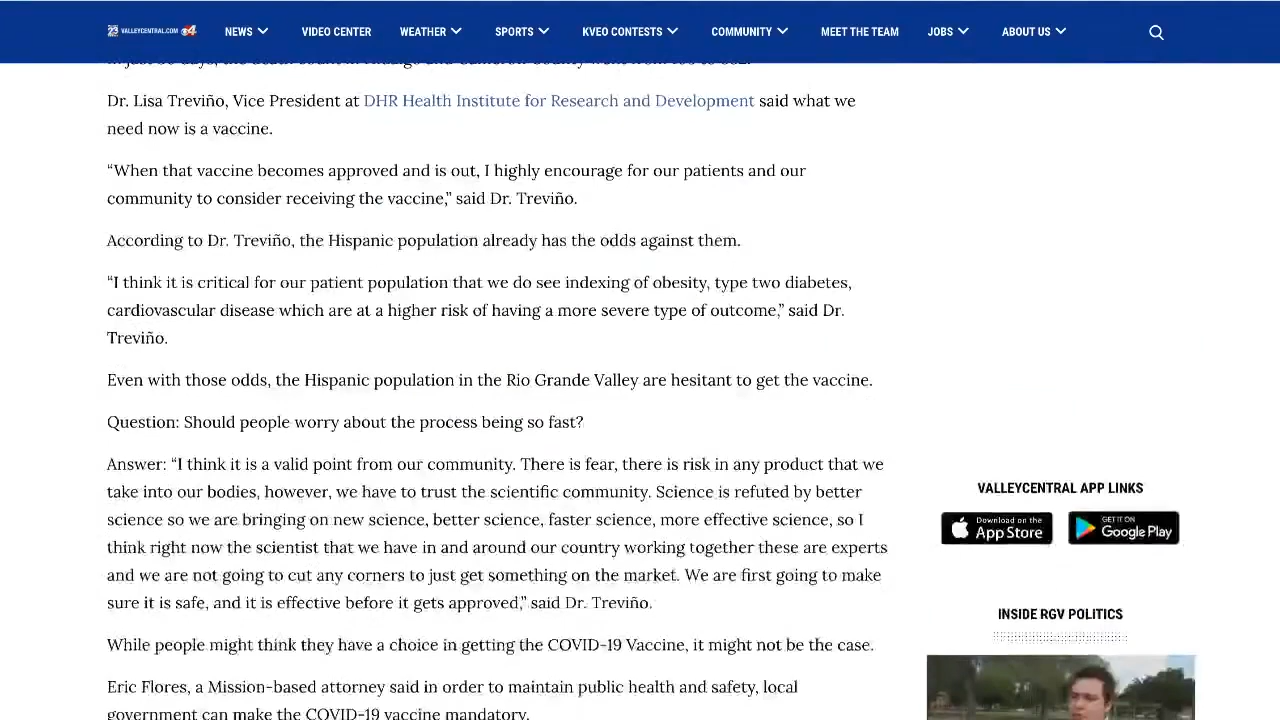 23 VALLEYCENTRAL.COM 4
NEWS
VIDEO CENTER
WEATHER
SPORTS
KVEO CONTESTS
COMMUNITY
MEET THE TEAM
JOBS
ABOUT US
Dr. Lisa Treviño, Vice President at DHR Health Institute for Research and Development said what we
need now is a vaccine.
“When that vaccine becomes approved and is out, I highly encourage for our patients and our
community to consider receiving the vaccine,” said Dr. Treviño.
According to Dr. Treviño, the Hispanic population already has the odds against them.
“I think it is critical for our patient population that we do see indexing of obesity, type two diabetes,
cardiovascular disease which are at a higher risk of having a more severe type of outcome,” said Dr.
Treviño.
Even with those odds, the Hispanic population in the Rio Grande Valley are hesitant to get the vaccine.
Question: Should people worry about the process being so fast?
Answer: “I think it is a valid point from our community. There is fear, there is risk in any product that we
take into our bodies, however, we have to trust the scientific community. Science is refuted by better
science so we are bringing on new science, better science, faster science, more effective science, so I
think right now the scientist that we have in and around our country working together these are experts
and we are not going to cut any corners to just get something on the market. We are first going to make
sure it is safe, and it is effective before it gets approved,” said Dr. Treviño.
While people might think they have a choice in getting the COVID-19 Vaccine, it might not be the case.
Eric Flores, a Mission-based attorney said in order to maintain public health and safety, local
government can make the COVID-19 vaccine mandatory.
VALLEYCENTRAL APP LINKS
Download on the
App Store
GET IT ON
Google Play
INSIDE RGV POLITICS